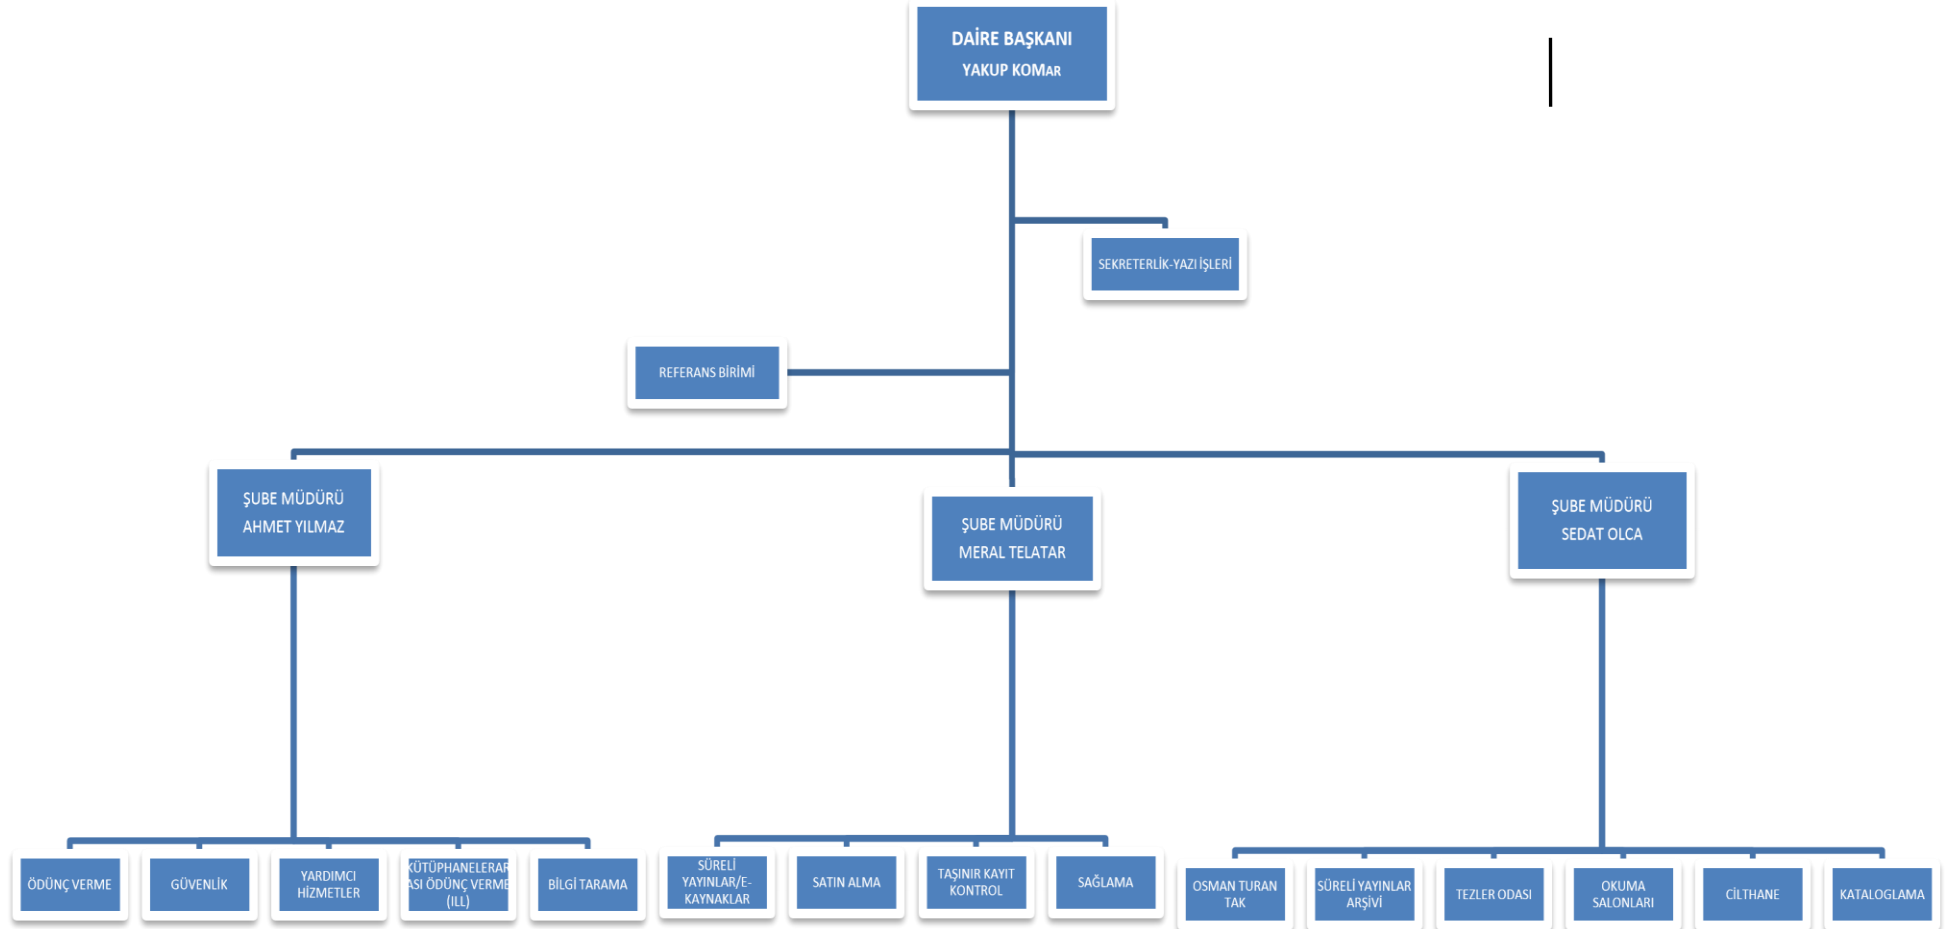 DAİRE BAŞKANI
YAKUP KOMAR
SEKRETERLİK-YAZI İŞLERİ
REFERANS BİRİMİ
ŞUBE MÜDÜRÜ
AHMET YILMAZ
ŞUBE MÜDÜRÜ
MERAL TELATAR
ŞUBE MÜDÜRÜ
SEDAT OLCA
ÖDÜNÇ VERME
GÜVENLİK
YARDIMCI
HİZMETLER
KÜTÜPHANELERAR
ASI ÖDÜNÇ VERME
(ILL)
BİLGİ TARAMA
SÜRELİ
YAYINLAR/E-
KAYNAKLAR
SATIN ALMA
TAŞINIR KAYIT
KONTROL
SAĞLAMA
OSMAN TURAN
TAK
SÜRELİ YAYINLAR
ARŞİVİ
TEZLER ODASI
OKUMA
SALONLARI
CİLTHANE
KATALOGLAMA